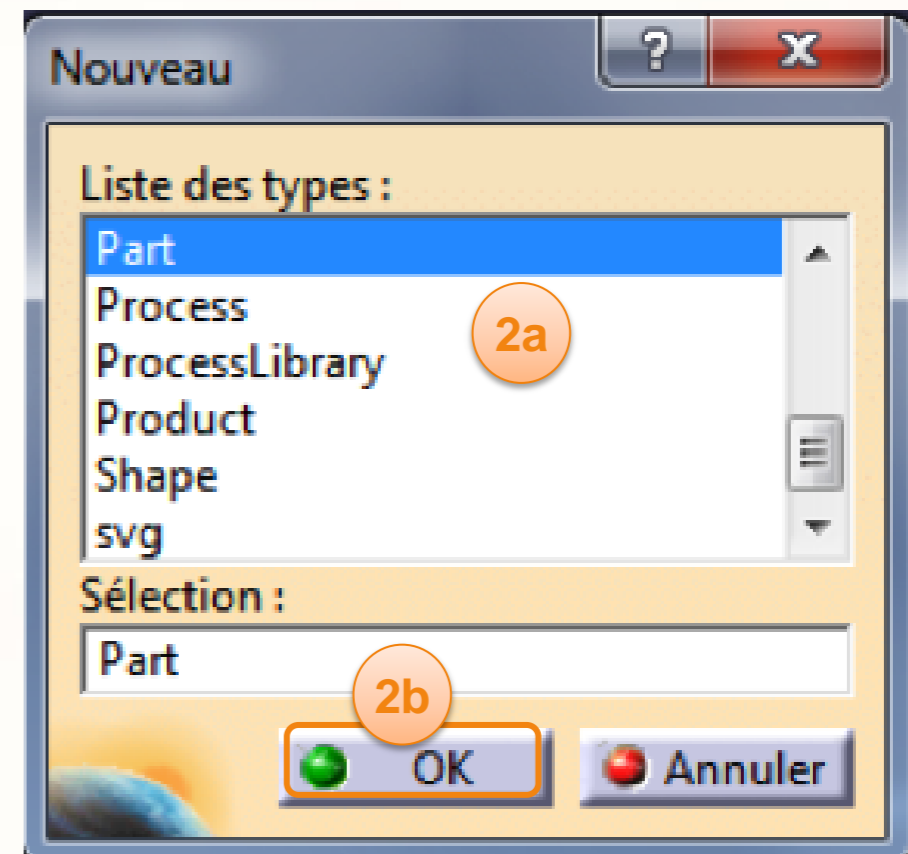 Nouveau
?
x
Liste des types :
Part
Process
2a
ProcessLibrary
Product
Shape
svg
Sélection :
Part
2b
OK
Annuler